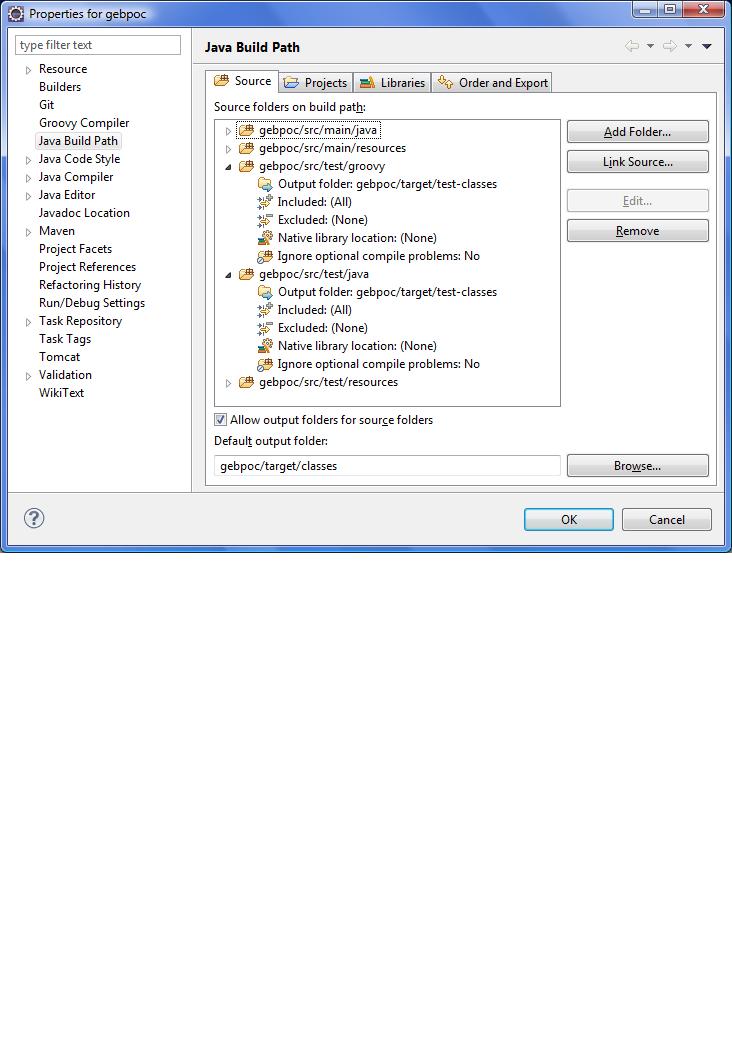 Properties for gebpoc
type filter text
Resource
Builders
Git
Groovy Compiler
Java Build Path
Java Code Style
Java Compiler
Java Editor
Javadoc Location
Maven
Project Facets
Project References
Refactoring History
Run/Debug Settings
Task Repository
Task Tags
Tomcat
Validation
WikiText
Java Build Path
Source Projects Libraries Order and Export
Source folders on build path:
gebpoc/src/main/java
gebpoc/src/main/resources
gebpoc/src/test/groovy
Output folder: gebpoc/target/test-classes
Included: (All)
Excluded: (None)
Native library location: (None)
Ignore optional compile problems: No
gebpoc/src/test/java
Output folder: gebpoc/target/test-classes
Included: (All)
Excluded: (None)
Native library location: (None)
Ignore optional compile problems: No
gebpoc/src/test/resources
Add Folder...
Link Source...
Edit...
Remove
Allow output folders for source folders
Default output folder:
gebpoc/target/classes
Browse...
?
OK
Cancel